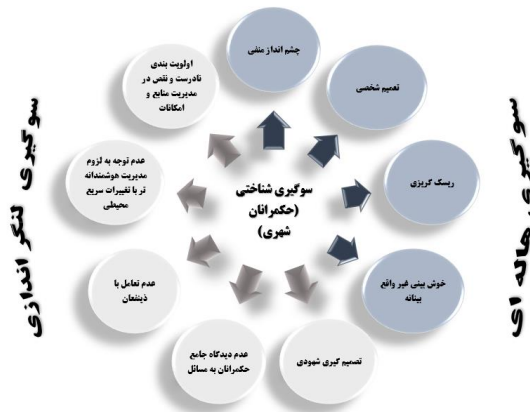 چشم انداز منفی
تعمیم شخصی
ریسک گریزی
خوش بینی غیر واقع
بینانه
تصمیم گیری شهودی
عدم دیدگاه جامع
حکمرانان به مسائل
عدم تعامل با
ذینفعان
عدم توجه به لزوم
مدیریت هوشمندانه
تر با تغییرات سریع
محیطی
اولویت بندی
نادرست و نقص در
مدیریت منابع و
امکانات
سوگیری شناختی
(حکمرانان
شهری)
سوگیری هاله ای
سوگیری لنگر اندازی